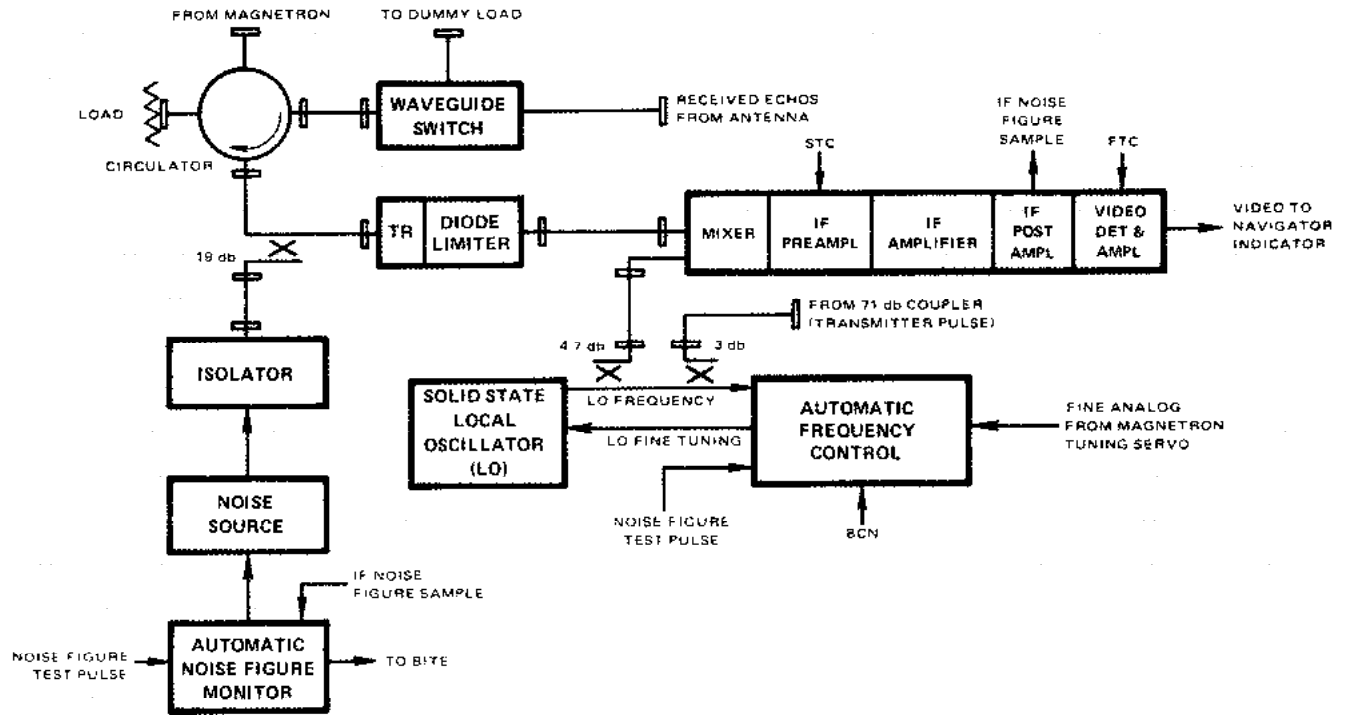 FROM MAGNETRON
TO DUMMY LOAD
LOAD
CIRCULATOR
WAVEGUIDE
SWITCH
RECEIVED ECHOS
FROM ANTENNA
IF NOISE
FIGURE
SAMPLE
STC
FTC
TR
DIODE
LIMITER
MIXER
IF
PREAMPL
IF
AMPLIFIER
IF
POST
AMPL
VIDEO
DET &
AMPL
VIDEO TO
NAVIGATOR
INDICATOR
19 db
FROM 71 db COUPLER
(TRANSMITTER PULSE)
4.7 db
3 db
ISOLATOR
SOLID STATE
LOCAL
OSCILLATOR
(LO)
LO FREQUENCY
LO FINE TUNING
AUTOMATIC
FREQUENCY
CONTROL
FINE ANALOG
FROM MAGNETRON
TUNING SERVO
NOISE
SOURCE
NOISE FIGURE
TEST PULSE
BCN
IF NOISE
FIGURE SAMPLE
NOISE FIGURE
TEST PULSE
AUTOMATIC
NOISE FIGURE
MONITOR
TO BITE